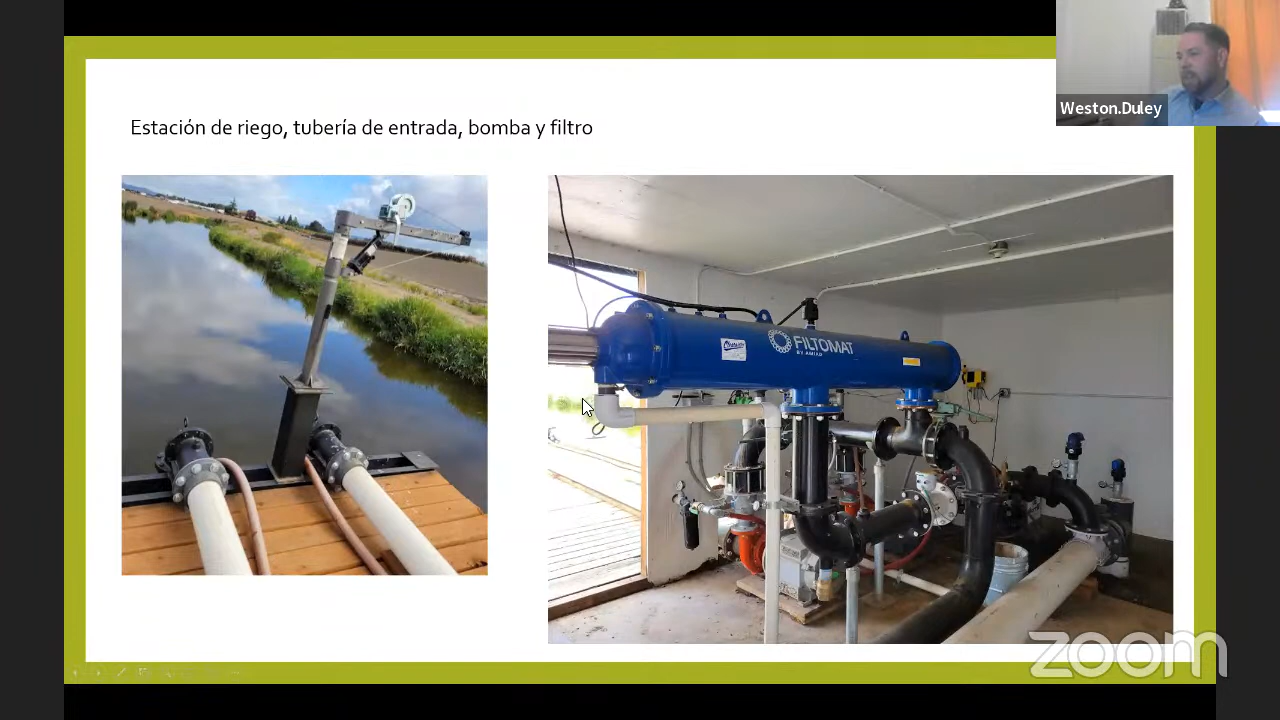 Weston.Duley
Estación de riego, tubería de entrada, bomba y filtro
FILTOMAT
BY AMIAD
zoom